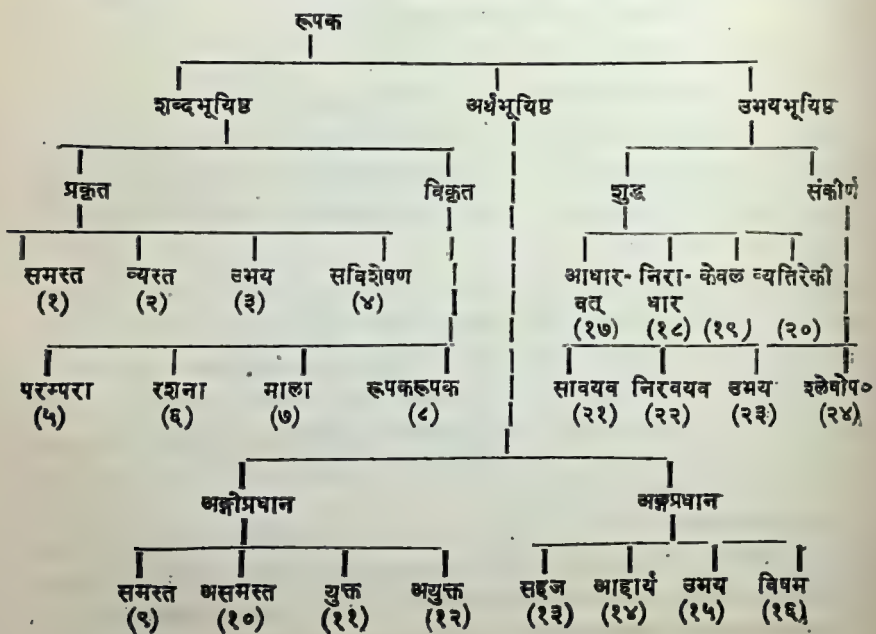 रूपक
शब्दभूयिष्ठ अर्थभूयिष्ठ उभयभूयिष्ठ
प्रकृत विकृत शुद्ध संकीर्ण
समस्त व्यस्त उभय सविशेषण
(१) (२) (३) (४)
आधार- निरा- केवल व्यतिरेकी
वत् धार
(१७) (१८) (१९) (२०)
परम्परा रशना माला रूपकरूपक
(५) (६) (७) (८)
सावयव निरवयव उभय श्लेषोप०
(२१) (२२) (२३) (२४)
अङ्गीप्रधान अङ्गप्रधान
समस्त असमस्त युक्त अयुक्त सहज आहार्य उभय विषम
(९) (१०) (११) (१२) (१३) (१४) (१५) (१६)